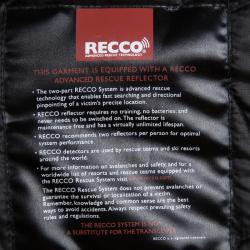 RECCO
ADVANCED RESCUE TECHNOLOGY
THIS GARMENT IS EQUIPPED WITH A RECCO
ADVANCED RESCUE REFLECTOR
• The two-part RECCO System is advanced rescue
technology that enables fast searching and directional
pinpointing of a victim's precise location.
• RECCO reflector requires no training, no batteries, and
never needs to be switched on. The reflector is
maintenance free and has a virtually unlimited lifespan.
• RECCO recommends two reflectors per person for optimal
system performance.
• RECCO detectors are used by rescue teams and ski resorts
around the world.
• For more information on avalanches and safety, and for a
worldwide list of resorts and rescue teams equipped with
the RECCO Rescue System visit
The RECCO Rescue System does not prevent avalanches or
guarantee the survival or localization of a victim.
Remember, knowledge and common sense are the best
ways to avoid accidents. Always respect prevailing safety
rules and regulations.
THE RECCO SYSTEM IS NOT
A SUBSTITUTE FOR THE TRANSCEIVER
RECCO is a registered trademark